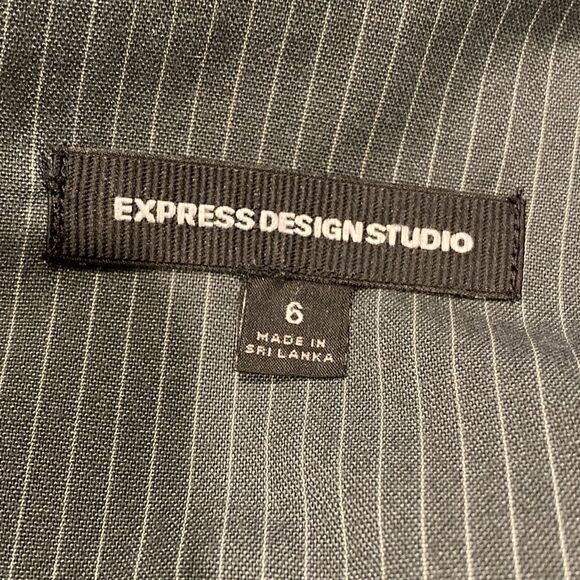 EXPRESS DESIGN STUDIO
6
MADE IN
SRI LANKA